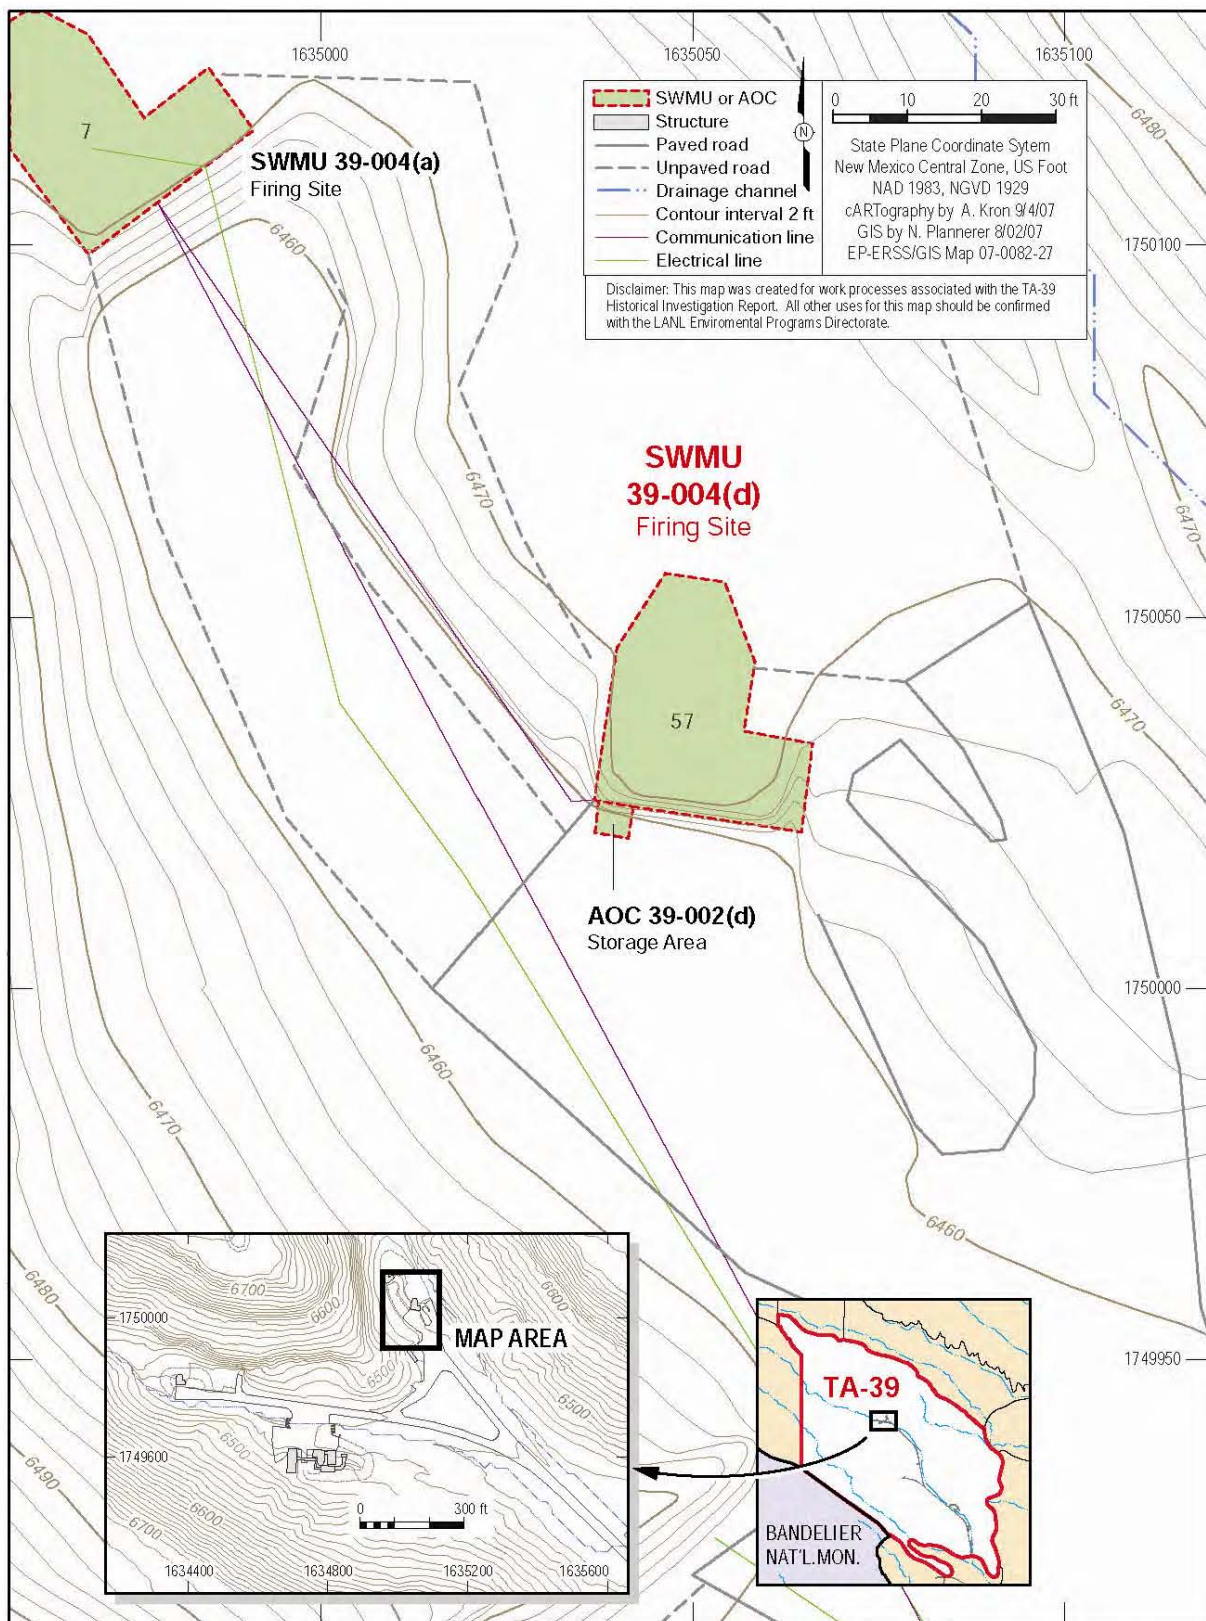 1635000
1635050
1635100
SWMU or AOC
Structure
Paved road
Unpaved road
Drainage channel
Contour interval 2 ft
Communication line
Electrical line
N
0 10 20 30 ft
State Plane Coordinate Sytem
New Mexico Central Zone, US Foot
NAD 1983, NGVD 1929
cARTography by A. Kron 9/4/07
GIS by N. Plannerer 8/02/07
EP-ERSS/GIS Map 07-0082-27
Disclaimer: This map was created for work processes associated with the TA-39
Historical Investigation Report. All other uses for this map should be confirmed
with the LANL Enviromental Programs Directorate.
7
SWMU 39-004(a)
Firing Site
6480
6460
1750100
6470
6470
SWMU
39-004(d)
Firing Site
1750050
57
6470
AOC 39-002(d)
Storage Area
1750000
6460
6470
6460
6480
6490
1749950
6700
6600
6600
1750000
MAP AREA
6500
6500
6500
1749600
6600
6700
0 300 ft
1634400
1634800
1635200
1635600
TA-39
BANDELIER
NAT'L.MON.